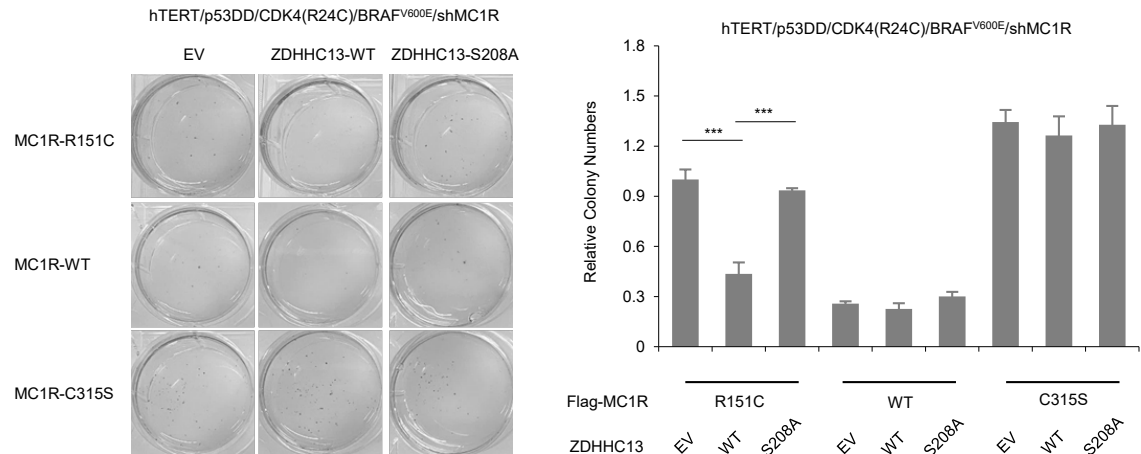 hTERT/p53DD/CDK4(R24C)/BRAFV600E/shMC1R
EV ZDHHC13-WT ZDHHC13-S208A
MC1R-R151C
MC1R-WT
MC1R-C315S
hTERT/p53DD/CDK4(R24C)/BRAFV600E/shMC1R
Relative Colony Numbers
1.8
1.5
1.2
0.9
0.6
0.3
0
*** ***
Flag-MC1R R151C WT C315S
ZDHHC13 EV WT S208A EV WT S208A EV WT S208A